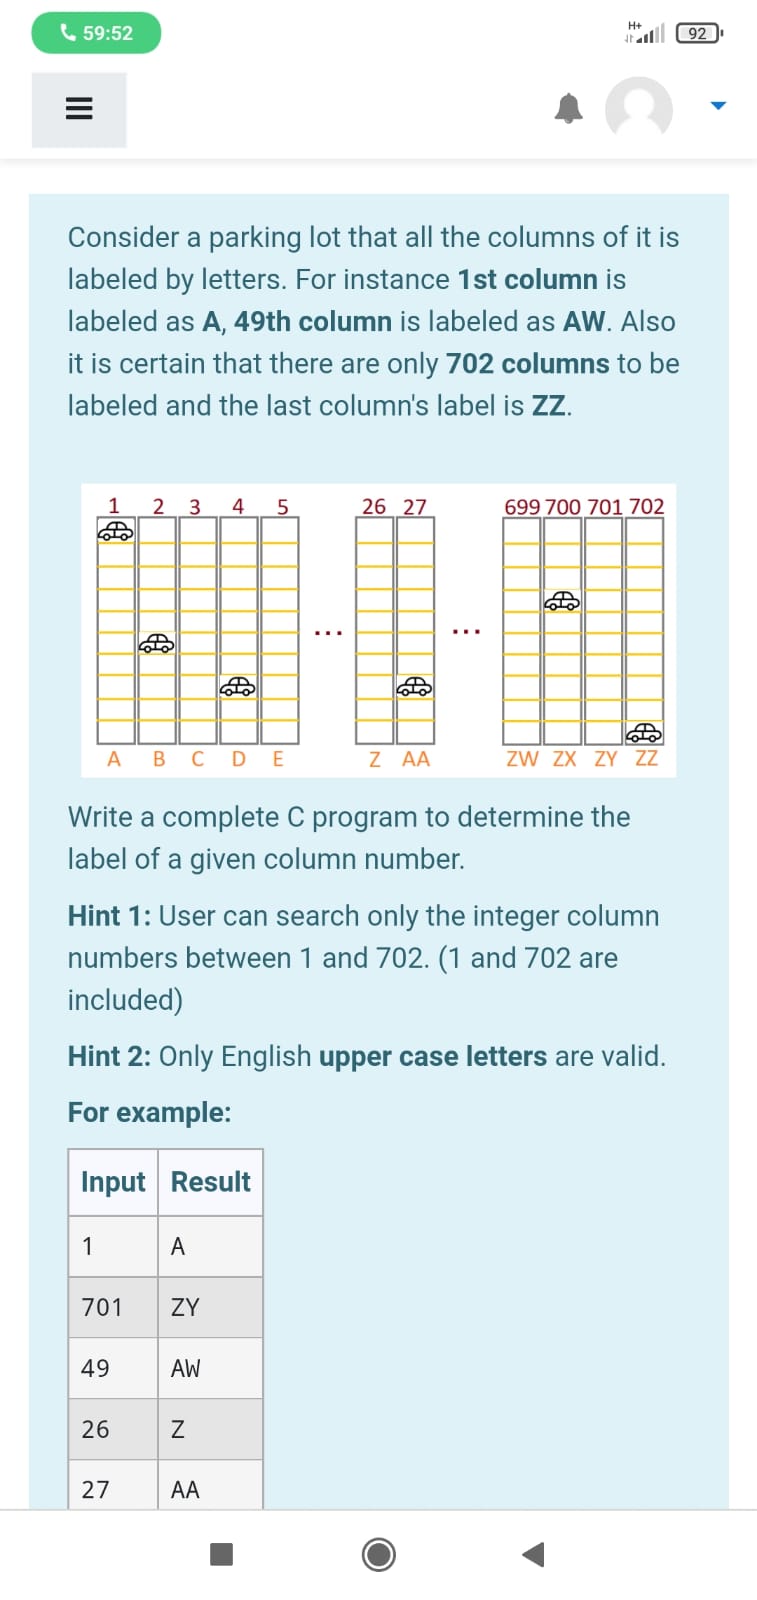 59:52
H+
92
Consider a parking lot that all the columns of it is
labeled by letters. For instance 1st column is
labeled as A, 49th column is labeled as AW. Also
it is certain that there are only 702 columns to be
labeled and the last column's label is ZZ.
1 2 3 4 5 26 27 699 700 701 702
... ...
A B C D E Z AA ZW ZX ZY ZZ
Write a complete C program to determine the
label of a given column number.
Hint 1: User can search only the integer column
numbers between 1 and 702. (1 and 702 are
included)
Hint 2: Only English upper case letters are valid.
For example:
Input Result
1 A
701 ZY
49 AW
26 Z
27 AA